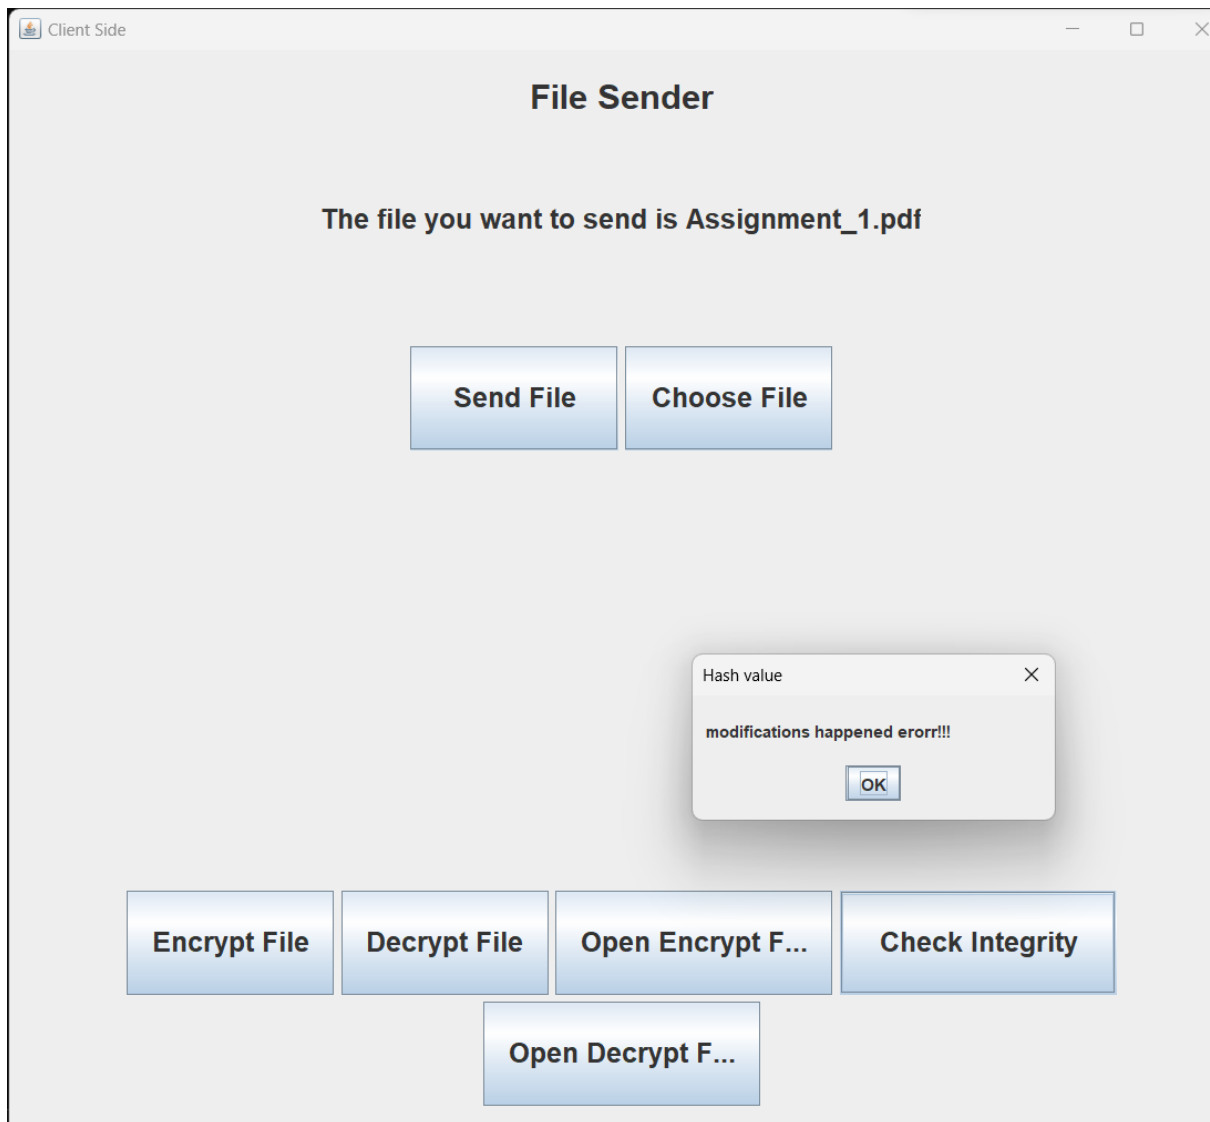 Client Side
File Sender
The file you want to send is Assignment_1.pdf
Send File
Choose File
Hash value
modifications happened erorr!!!
OK
Encrypt File
Decrypt File
Open Encrypt F...
Check Integrity
Open Decrypt F...